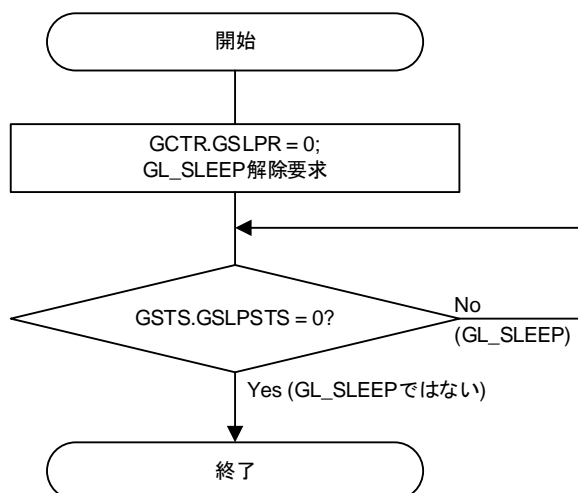 開始
GCTR.GSLPR = 0;
GL_SLEEP解除要求
GSTS.GSLPSTS = 0?
No
(GL_SLEEP)
Yes (GL_SLEEPではない)
終了